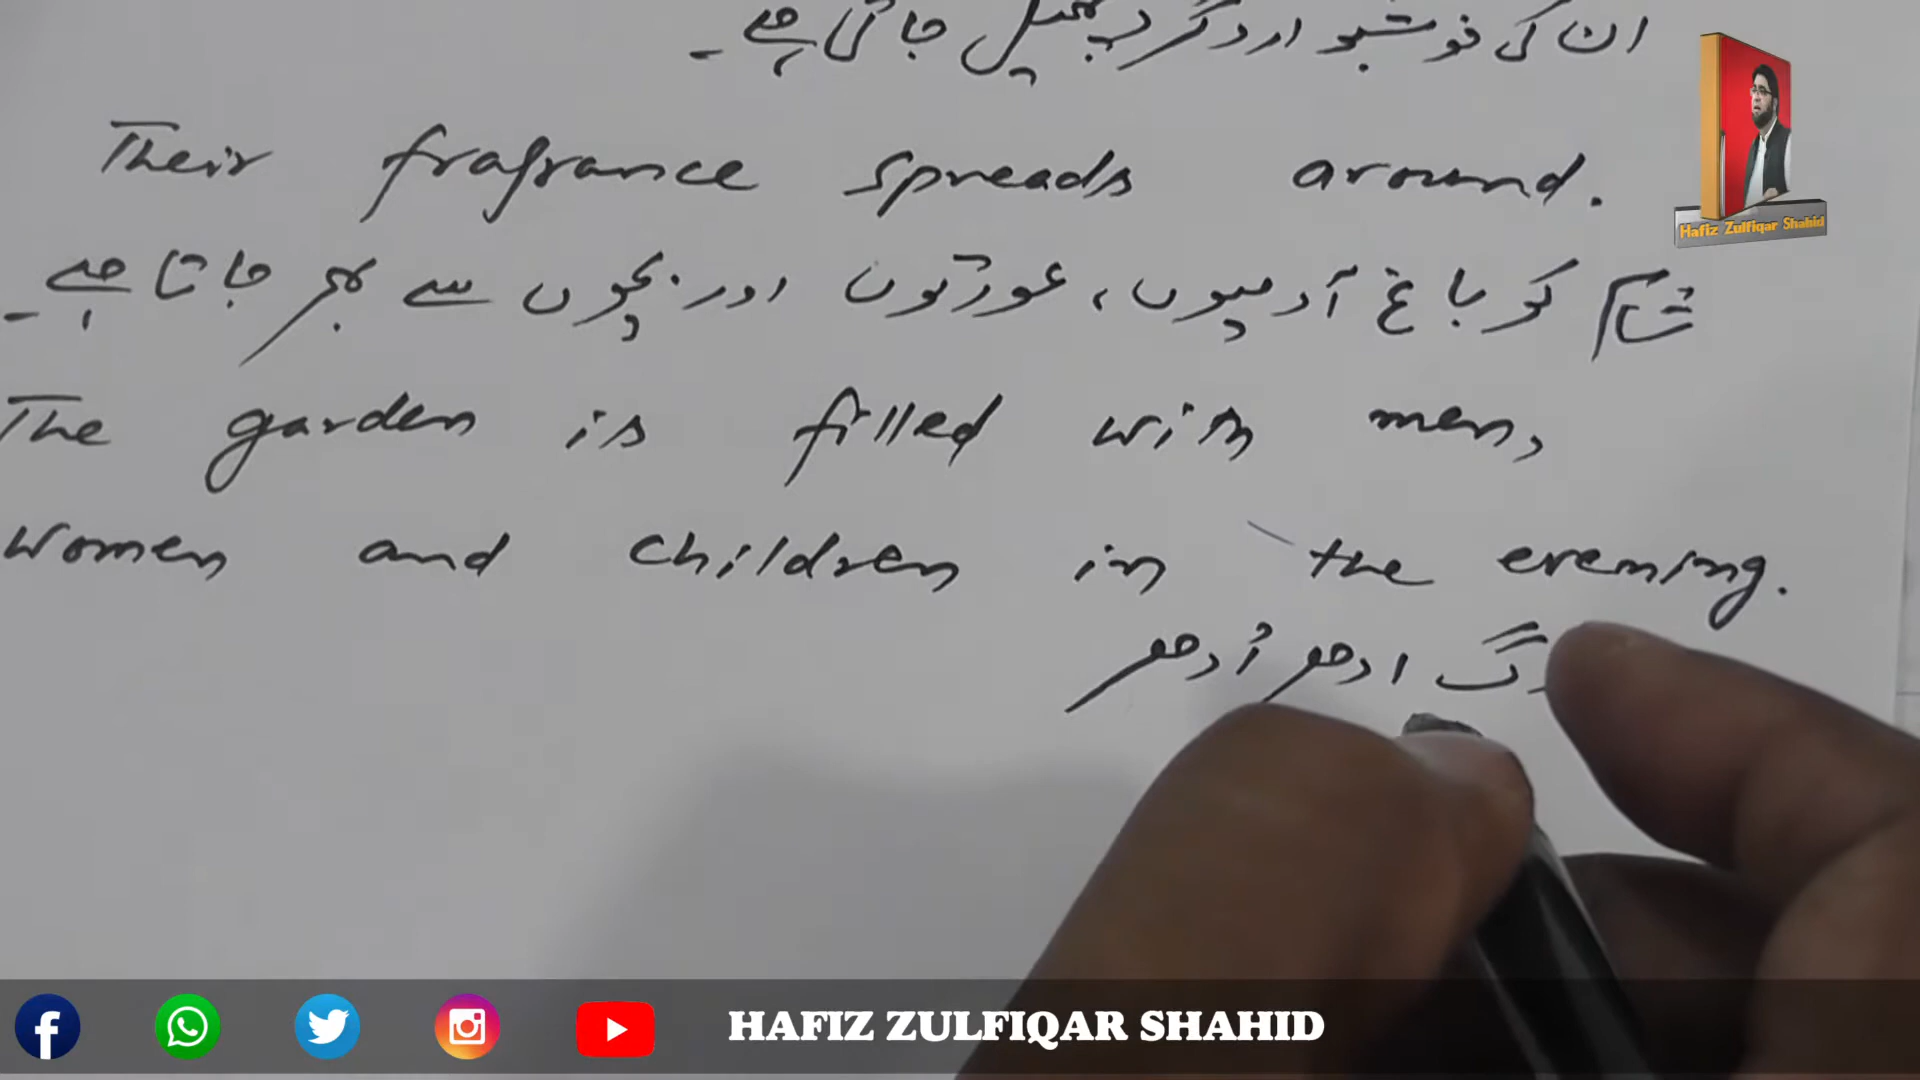 ان کی خوشبو اردگرد پھیل جاتی ہے۔
Their fragrance spreads around.
Hafiz Zulfiqar Shahid
شام کو باغ آدمیوں، عورتوں اور بچوں سے بھر جاتا ہے۔
The garden is filled with men,
women and children in the evening.
ادھر اُدھر
HAFIZ ZULFIQAR SHAHID